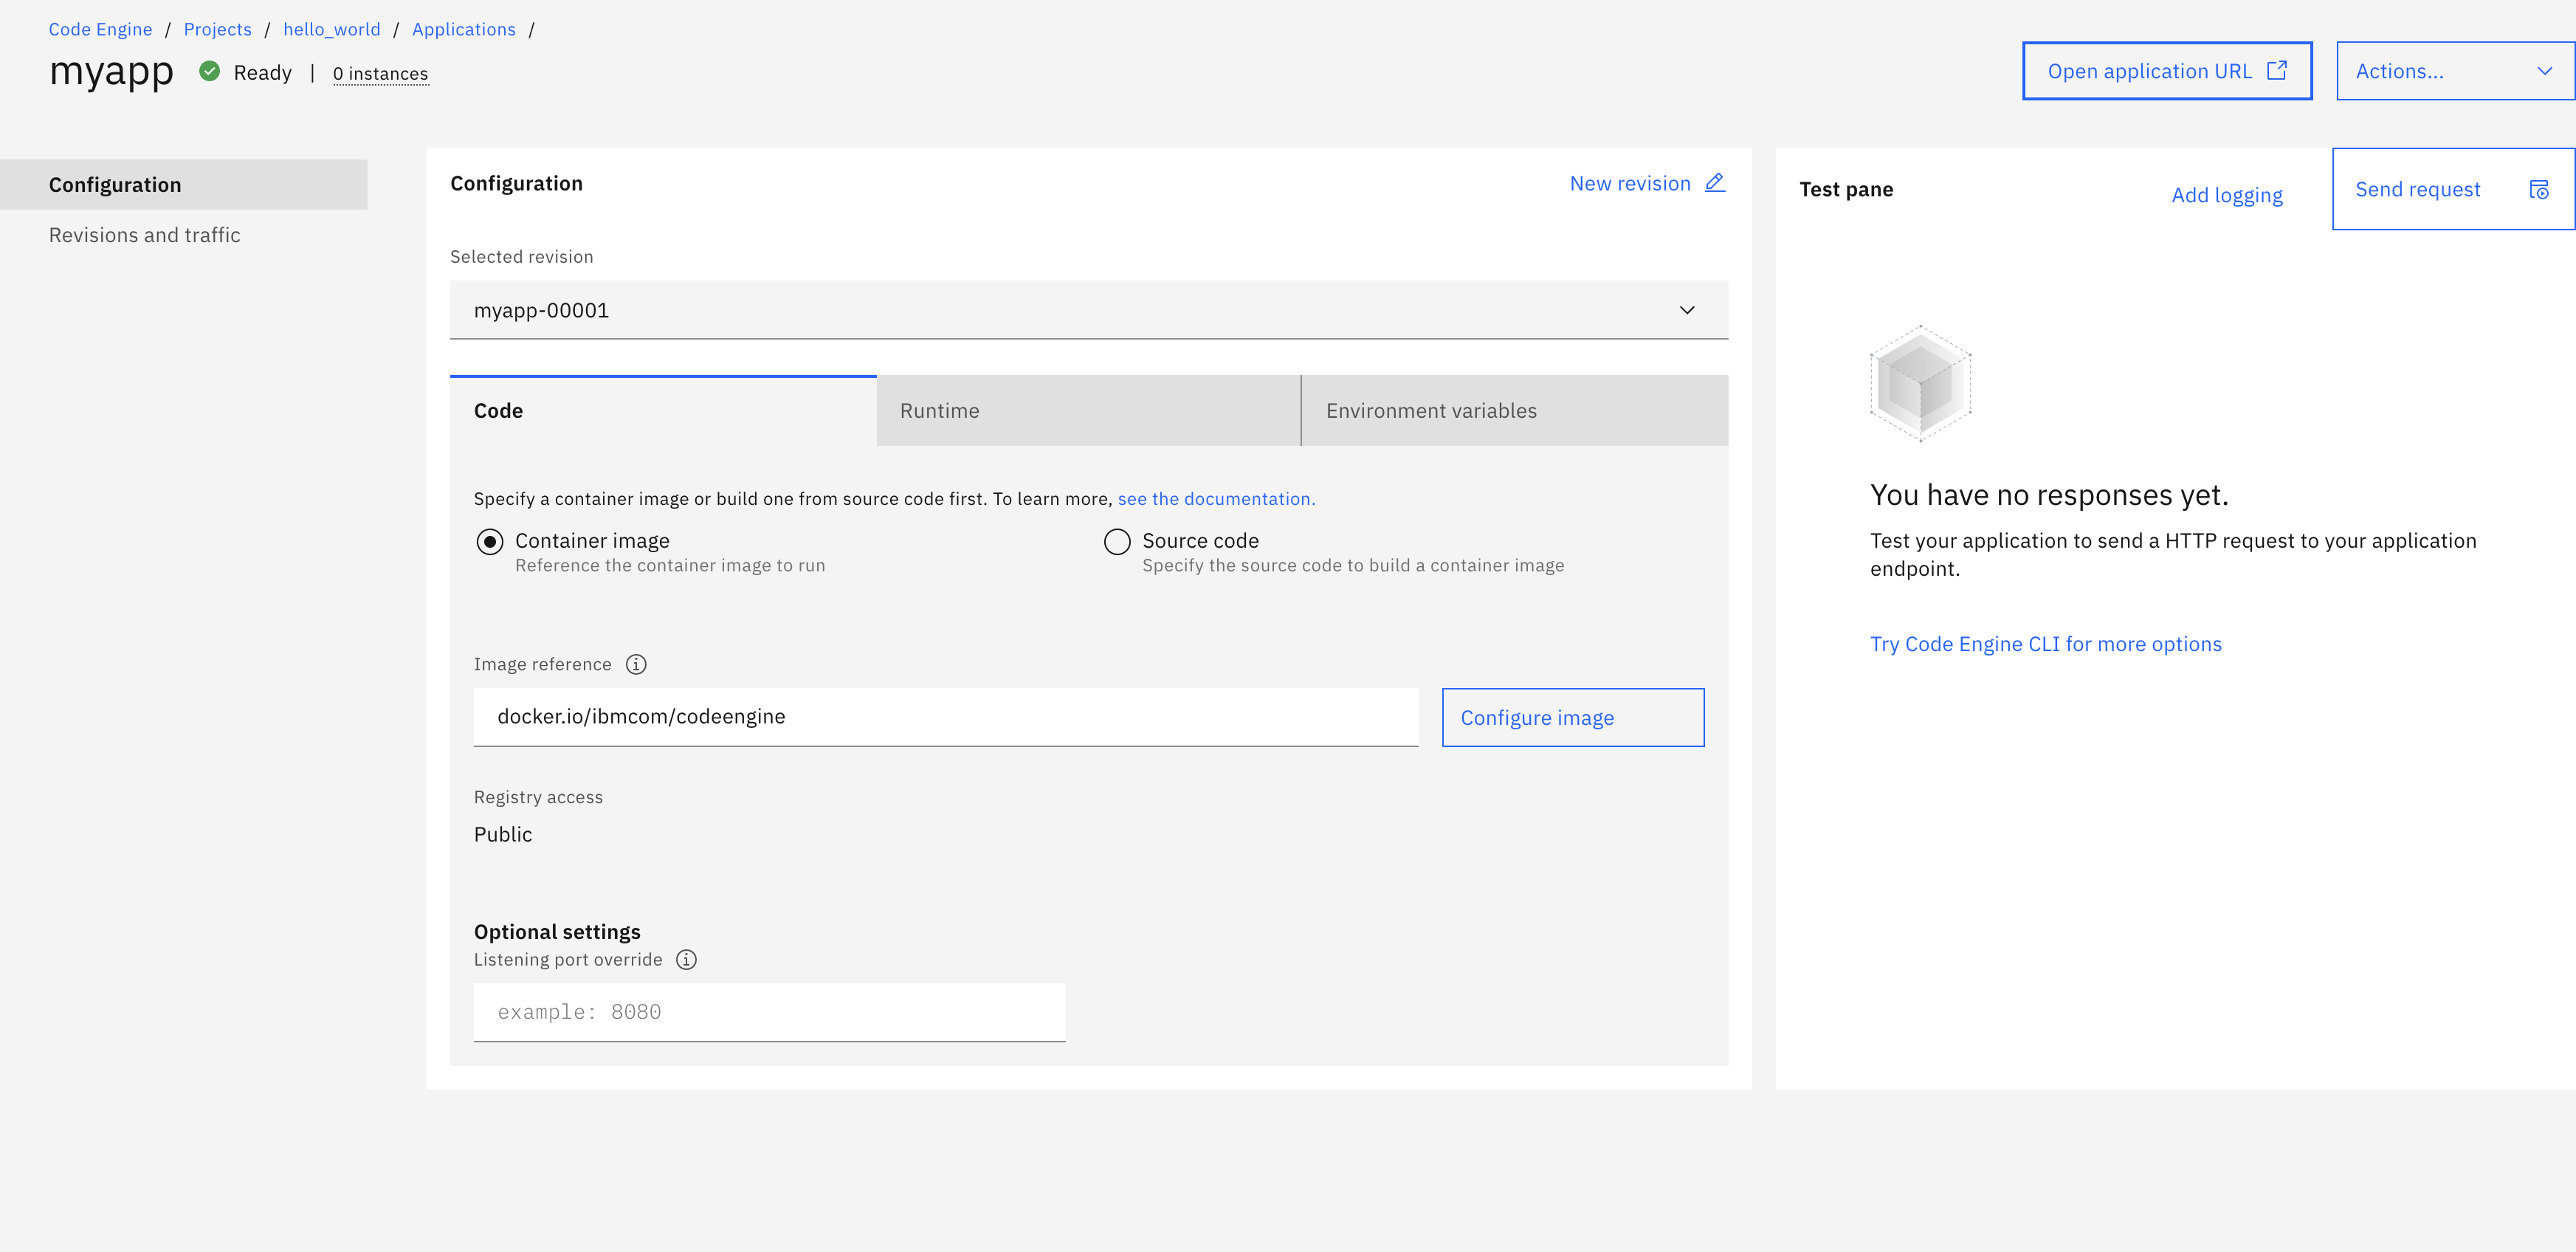 Code Engine / Projects / hello_world / Applications /
myapp Ready | 0 instances
Open application URL
Actions...
Configuration
Revisions and traffic
Configuration
New revision
Selected revision
myapp-00001
Code
Runtime
Environment variables
Specify a container image or build one from source code first. To learn more, see the documentation.
Container image
Reference the container image to run
Source code
Specify the source code to build a container image
Image reference
docker.io/ibmcom/codeengine
Configure image
Registry access
Public
Optional settings
Listening port override
example: 8080
Test pane
Add logging
Send request
You have no responses yet.
Test your application to send a HTTP request to your application
endpoint.
Try Code Engine CLI for more options